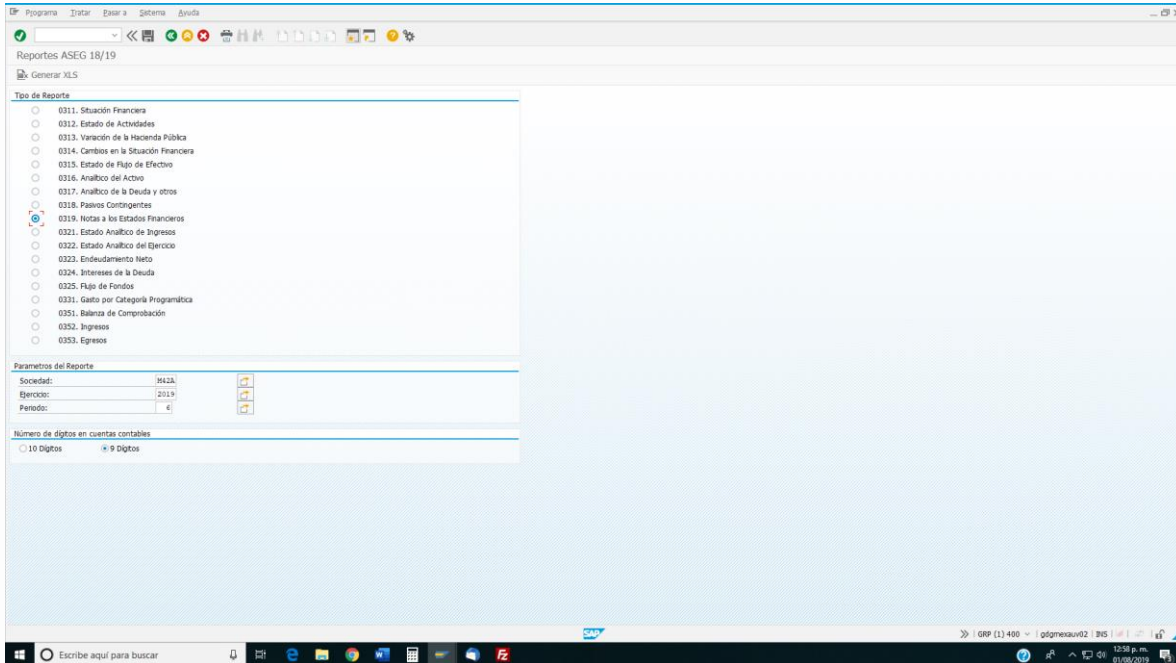 Programa Tratar Pasar a Sistema Ayuda
Reportes ASEG 18/19
Generar XLS
Tipo de Reporte
0311. Situación Financiera
0312. Estado de Actividades
0313. Variación de la Hacienda Pública
0314. Cambios en la Situación Financiera
0315. Estado de Flujo de Efectivo
0316. Analítico del Activo
0317. Analítico de la Deuda y otros
0318. Pasivos Contingentes
0319. Notas a los Estados Financieros
0321. Estado Analítico de Ingresos
0322. Estado Analítico del Ejercicio
0323. Endeudamiento Neto
0324. Intereses de la Deuda
0325. Flujo de Fondos
0331. Gasto por Categoría Programática
0351. Balanza de Comprobación
0352. Ingresos
0353. Egresos
Parametros del Reporte
Sociedad: M42A
Ejercicio: 2019
Periodo: 6
Número de dígitos en cuentas contables
10 Dígitos 9 Dígitos
SAP
GRP (1) 400 gdgmexauv02 INS
Escribe aquí para buscar
12:58 p. m.
01/08/2019